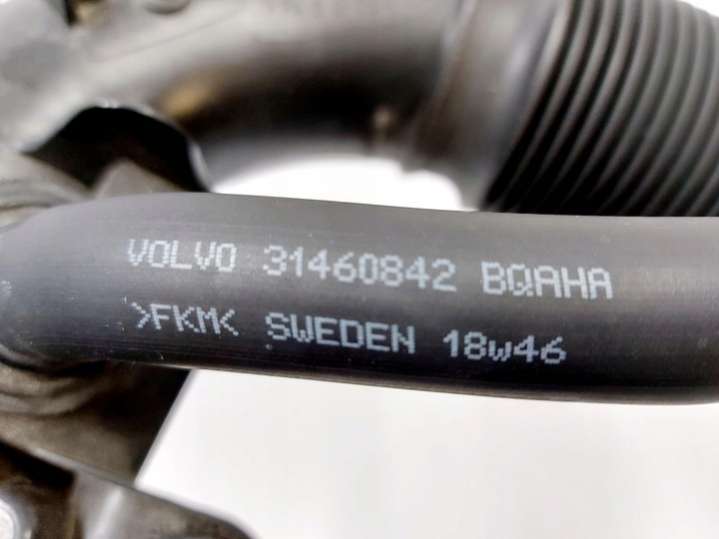 VOLVO 31460842 BQAHA
>FKM< SWEDEN 18w46